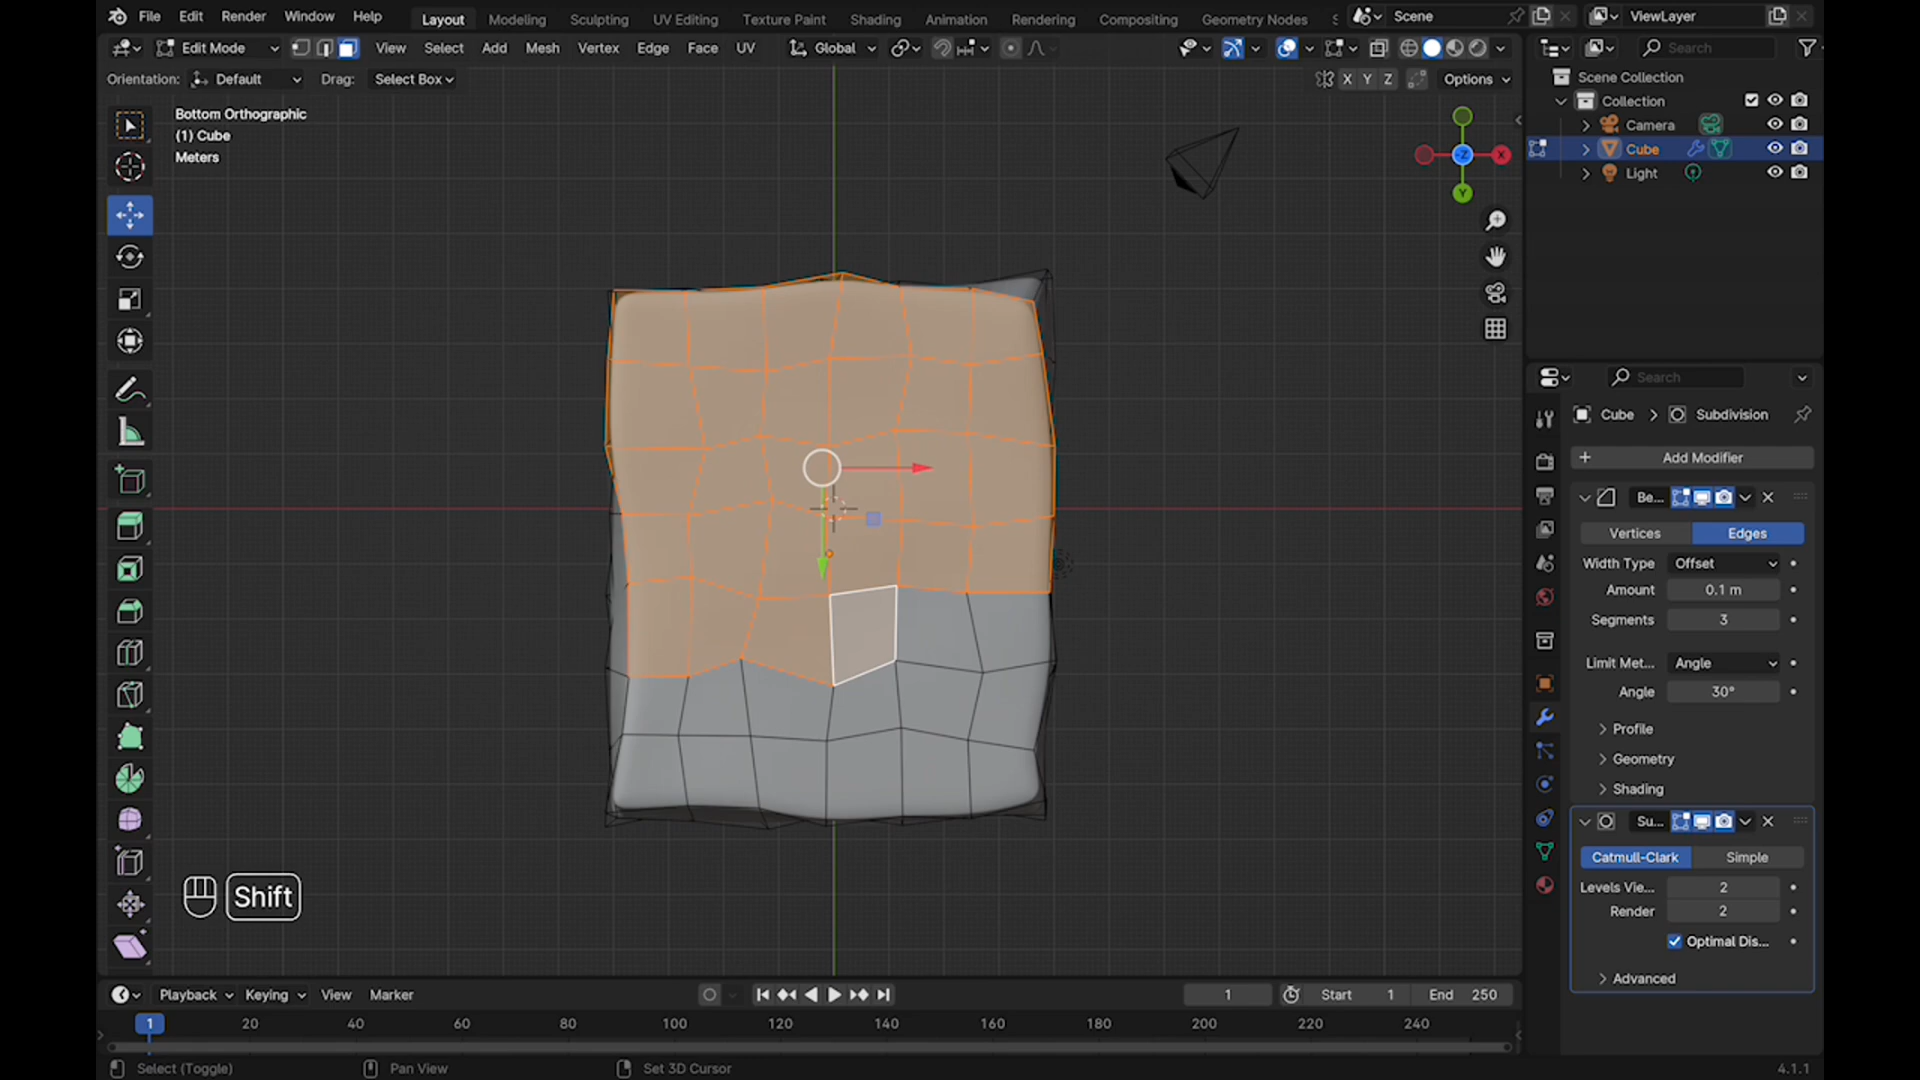 File Edit Render Window Help Layout Modeling Sculpting UV Editing Texture Paint Shading Animation Rendering Compositing Geometry Nodes Scene ViewLayer
Edit Mode View Select Add Mesh Vertex Edge Face UV Global Search
Orientation: Default Drag: Select Box X Y Z Options
Scene Collection
Collection
Camera
Cube
Light
Bottom Orthographic
(1) Cube
Meters
-Z X
Y
Search
Cube > Subdivision
+ Add Modifier
Be...
Vertices Edges
Width Type Offset
Amount 0.1 m
Segments 3
Limit Met... Angle
Angle 30°
Profile
Geometry
Shading
Su...
Catmull-Clark Simple
Levels Vie... 2
Render 2
Optimal Dis...
Advanced
Shift
Playback Keying View Marker 1 Start 1 End 250
1 20 40 60 80 100 120 140 160 180 200 220 240
Select (Toggle) Pan View Set 3D Cursor 4.1.1